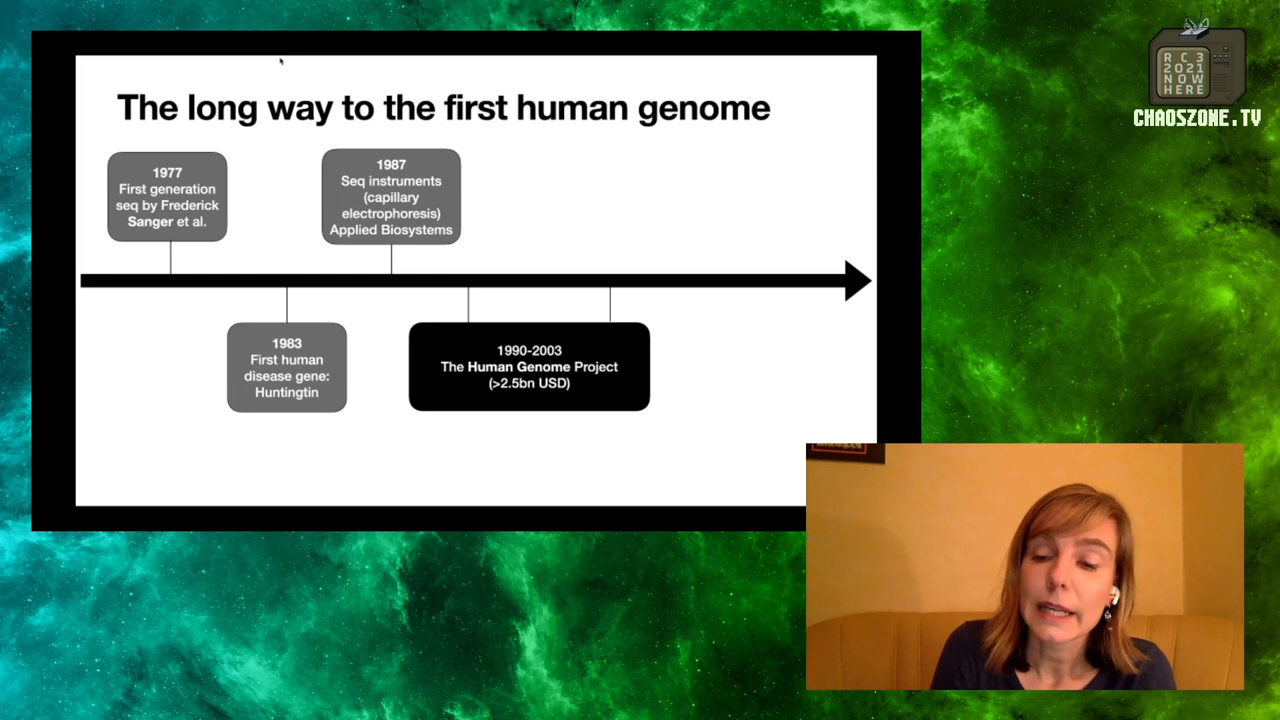 The long way to the first human genome
1977
First generation
seq by Frederick
Sanger et al.
1987
Seq instruments
(capillary
electrophoresis)
Applied Biosystems
1983
First human
disease gene:
Huntingtin
1990-2003
The Human Genome Project
(>2.5bn USD)
R C 3
2021
NOW
HERE
CHAOSZONE.TV